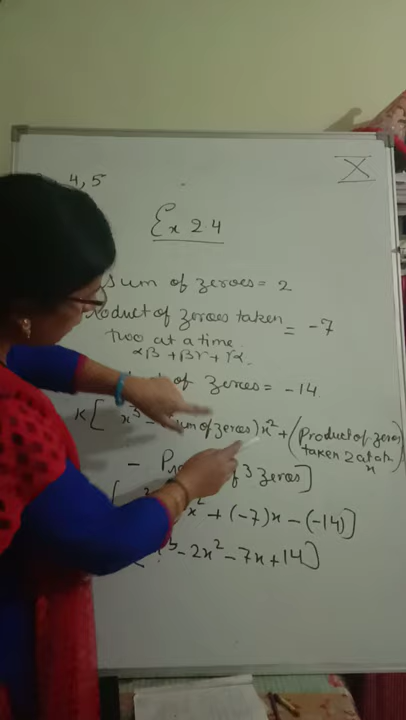 4, 5
X
Ex 2.4
sum of zeroes = 2
product of zeroes taken = -7
two at a time
αβ + βγ + γα
of zeroes = -14
K[x³ - sum of zeroes)x² + (Product of zeroes
taken 2 at a
x
- Pr of 3 zeroes]
[ x² + (-7)x - (-14)]
[ ³ - 2x² - 7x + 14]